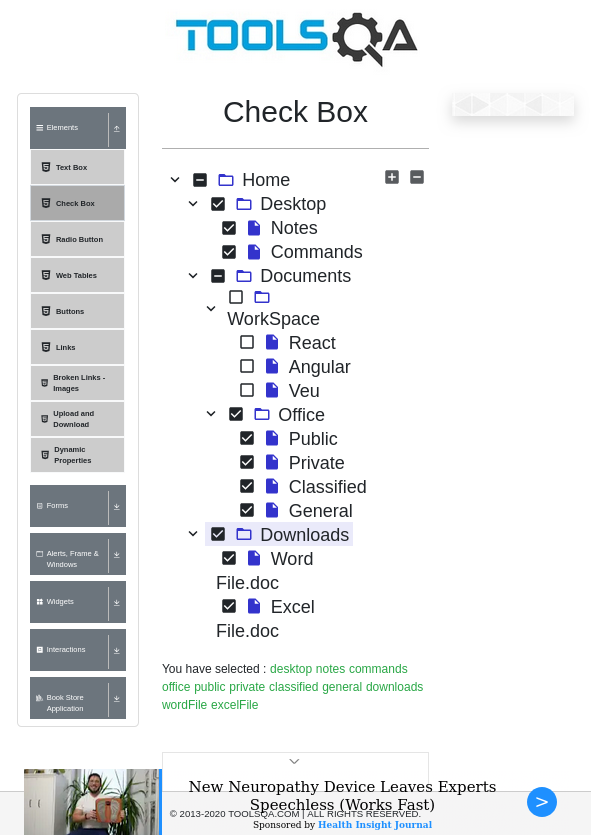 TOOLSQA
Elements
Text Box
Check Box
Radio Button
Web Tables
Buttons
Links
Broken Links -
Images
Upload and
Download
Dynamic
Properties
Forms
Alerts, Frame &
Windows
Widgets
Interactions
Book Store
Application
Check Box
Home
Desktop
Notes
Commands
Documents
WorkSpace
React
Angular
Veu
Office
Public
Private
Classified
General
Downloads
Word
File.doc
Excel
File.doc
You have selected : desktop notes commands
office public private classified general downloads
wordFile excelFile
New Neuropathy Device Leaves Experts
Speechless (Works Fast)
© 2013-2020 TOOLSQA.COM | ALL RIGHTS RESERVED.
Sponsored by Health Insight Journal